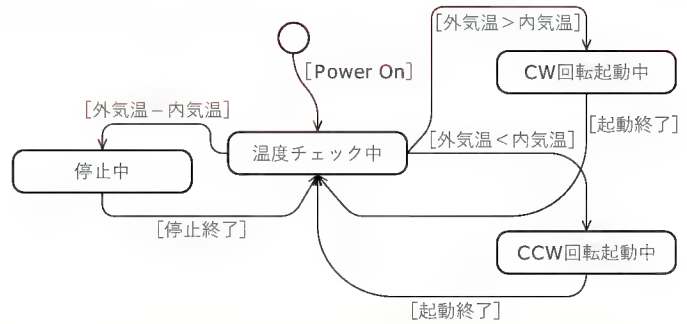 [外気温>内気温]
[Power On]
CW回転起動中
[外気温−内気温]
[外気温<内気温]
[起動終了]
温度チェック中
停止中
[停止終了]
CCW回転起動中
[起動終了]